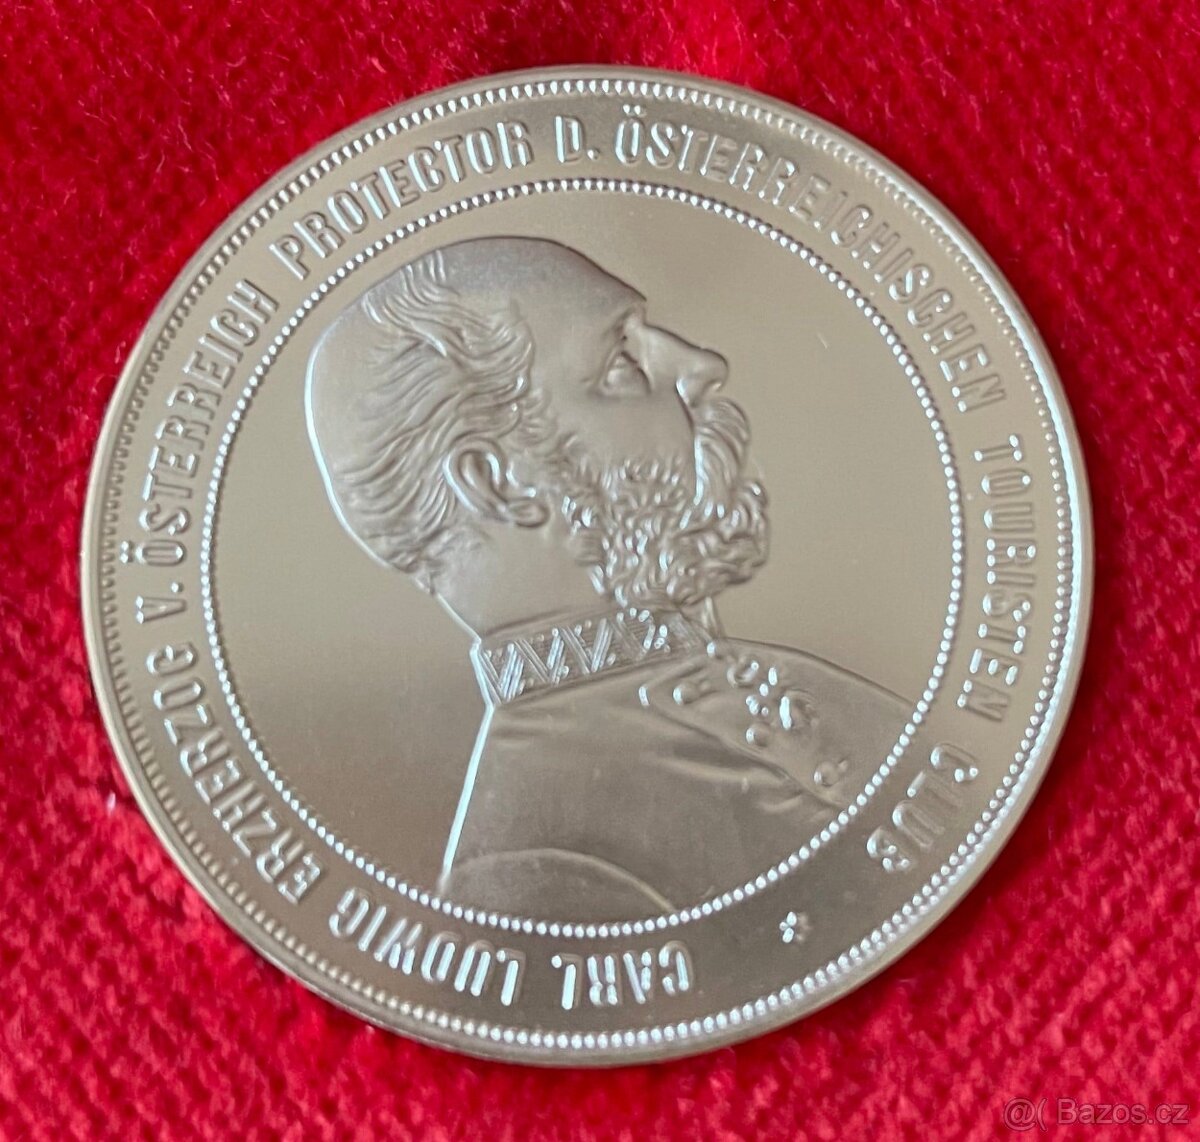 CARL LUDWIG ERZHERZOG V. ÖSTERREICH PROTECTOR D. ÖSTERREICHISCHEN TOURISTEN CLUB
@( Bazos.cz